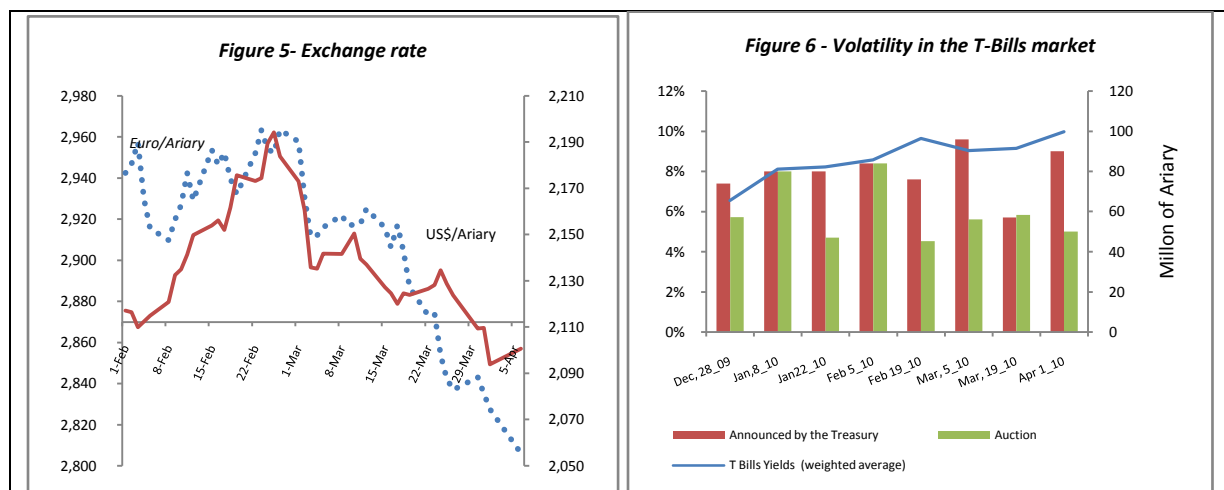 Figure 5- Exchange rate
2,980
2,960
2,940
2,920
2,900
2,880
2,860
2,840
2,820
2,800
2,210
2,190
2,170
2,150
2,130
2,110
2,090
2,070
2,050
Euro/Ariary
US$/Ariary
1-Feb
8-Feb
15-Feb
22-Feb
1-Mar
8-Mar
15-Mar
22-Mar
29-Mar
5-Apr
Figure 6 - Volatility in the T-Bills market
12%
10%
8%
6%
4%
2%
0%
120
100
80
60
40
20
0
Millon of Ariary
Dec, 28_09
Jan,8_10
Jan22_10
Feb 5_10
Feb 19_10
Mar, 5_10
Mar, 19_10
Apr 1_10
Announced by the Treasury
Auction
T Bills Yields (weighted average)